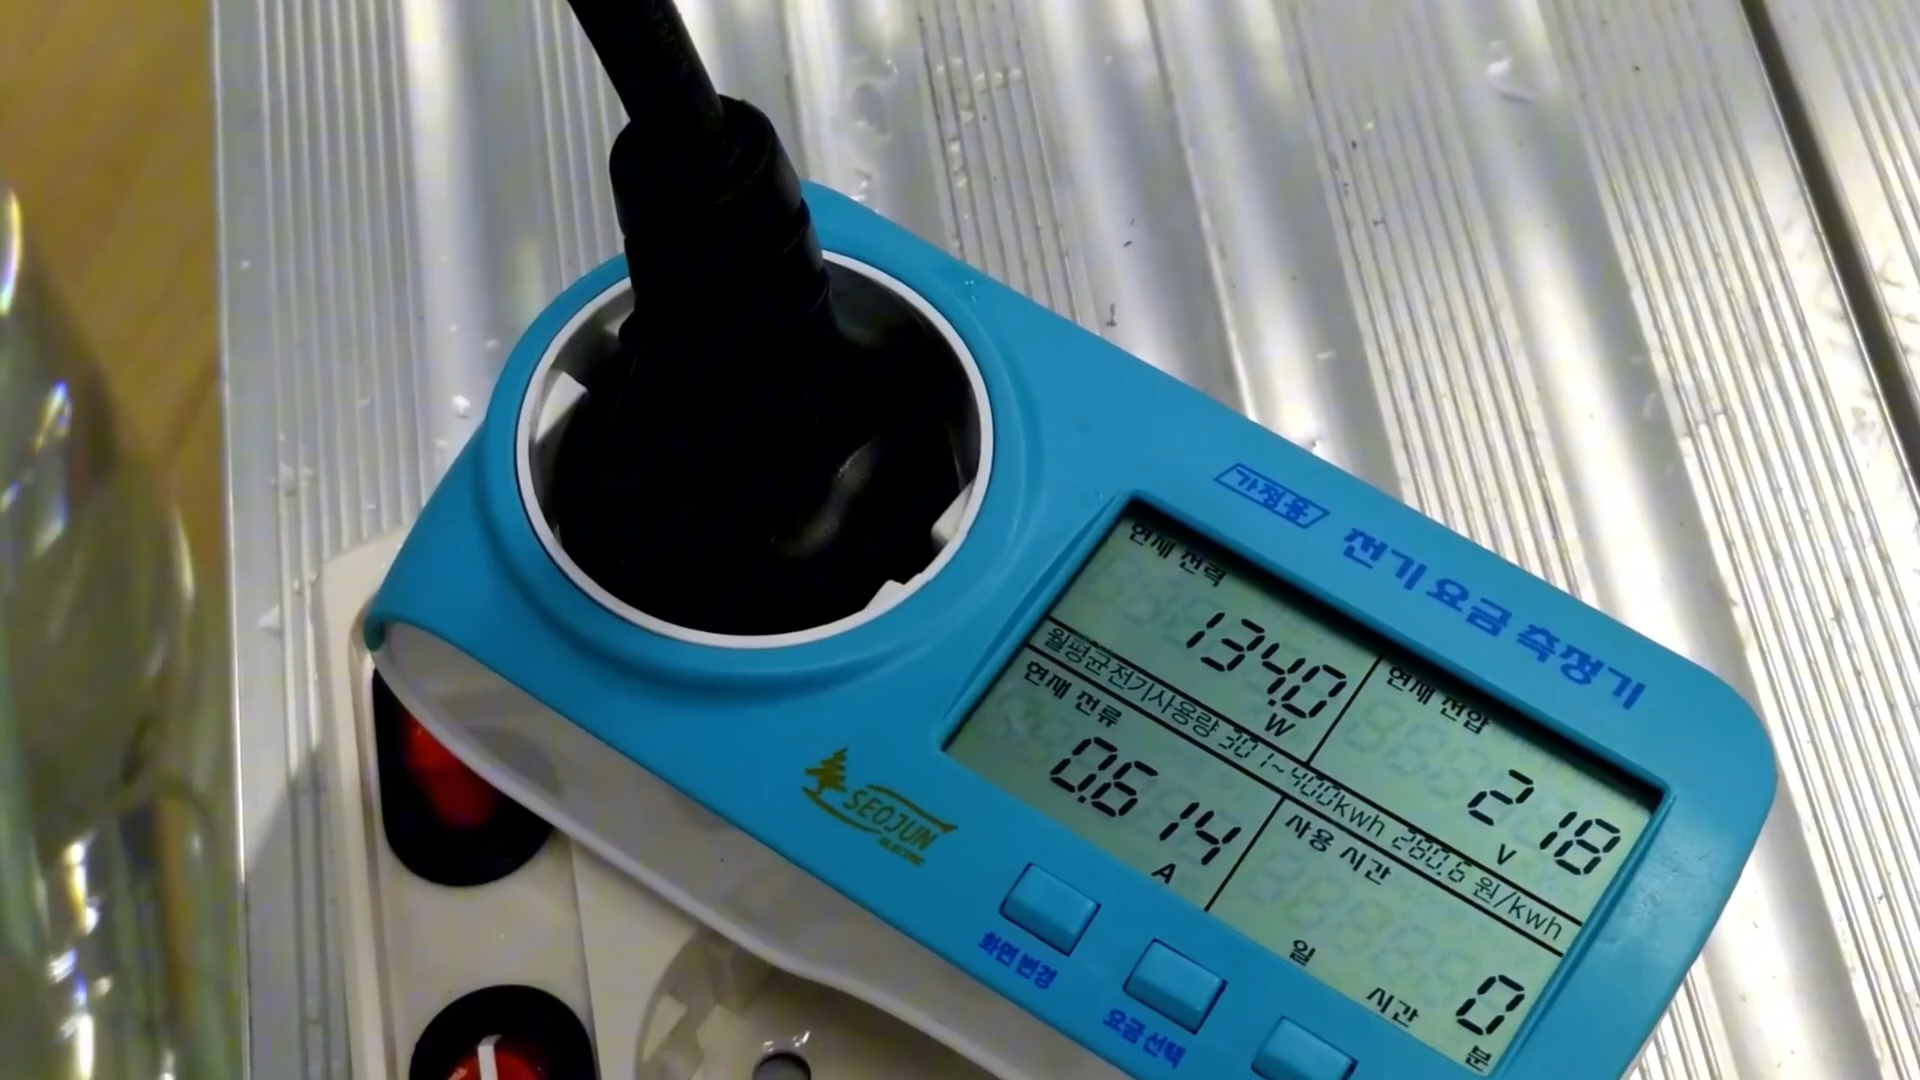 가정용
전기요금 측정기
현재 전력
134.0
W
현재 전압
218
V
월평균전기사용량 301~400kwh 280.6 원/kwh
현재 전류
0.614
A
사용 시간
일
시간
0
분
SEOJUN
ELECTRIC
화면 변경
요금 선택